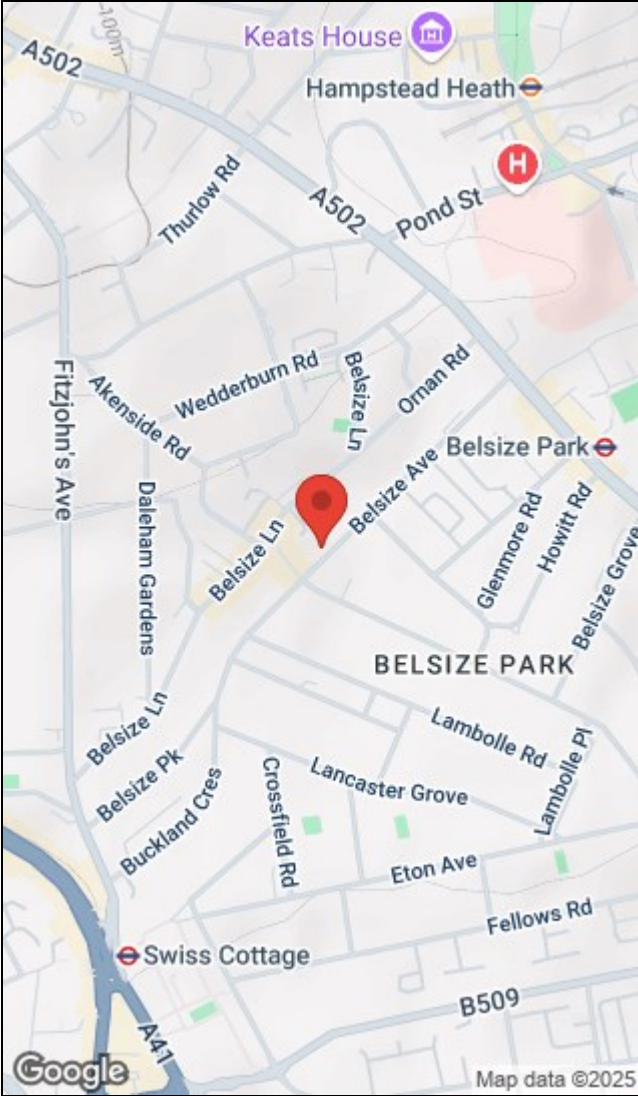 100m
A502
Keats House
Hampstead Heath
H
Thurlow Rd
A502
Pond St
Fitzjohn's Ave
Wedderburn Rd
Belsize Ln
Ornan Rd
Akenside Rd
Belsize Park
Belsize Ave
Daleham Gardens
Belsize Ln
Glenmore Rd
Howitt Rd
Belsize Grove
BELSIZE PARK
Belsize Ln
Lambolle Rd
Lambolle Pl
Belsize Pk
Buckland Cres
Crossfield Rd
Lancaster Grove
Eton Ave
Fellows Rd
Swiss Cottage
B509
A41
Google
Map data ©2025